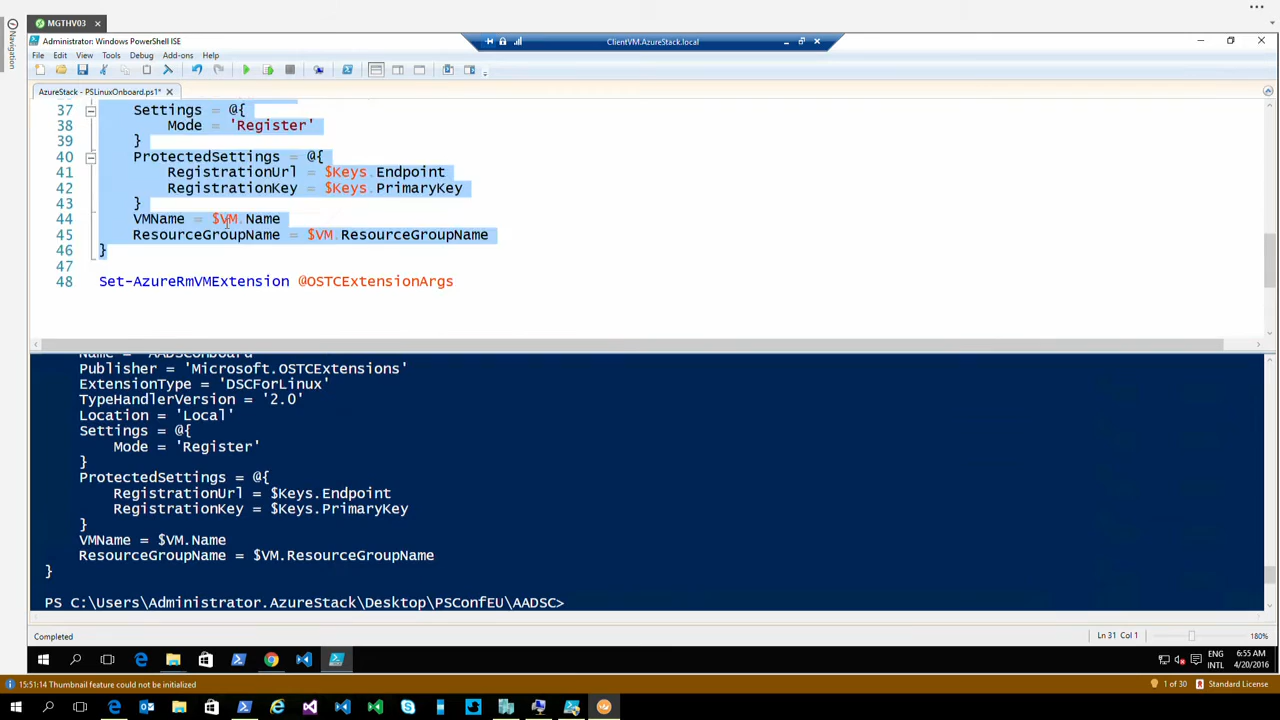 MGTHV03
Navigation
Administrator: Windows PowerShell ISE
ClientVM.AzureStack.local
File Edit View Tools Debug Add-ons Help
AzureStack - PSLinuxOnboard.ps1*
37 Settings = @{
38 Mode = 'Register'
39 }
40 ProtectedSettings = @{
41 RegistrationUrl = $Keys.Endpoint
42 RegistrationKey = $Keys.PrimaryKey
43 }
44 VMName = $VM.Name
45 ResourceGroupName = $VM.ResourceGroupName
46 }
47
48 Set-AzureRmVMExtension @OSTCExtensionArgs
Name = 'AADSCOnboard'
Publisher = 'Microsoft.OSTCExtensions'
ExtensionType = 'DSCForLinux'
TypeHandlerVersion = '2.0'
Location = 'Local'
Settings = @{
Mode = 'Register'
}
ProtectedSettings = @{
RegistrationUrl = $Keys.Endpoint
RegistrationKey = $Keys.PrimaryKey
}
VMName = $VM.Name
ResourceGroupName = $VM.ResourceGroupName
}
PS C:\Users\Administrator.AzureStack\Desktop\PSConfEU\AADSC>
Completed
Ln 31 Col 1
180%
ENG
INTL
6:55 AM
4/20/2016
15:51:14 Thumbnail feature could not be initialized
1 of 30
Standard License